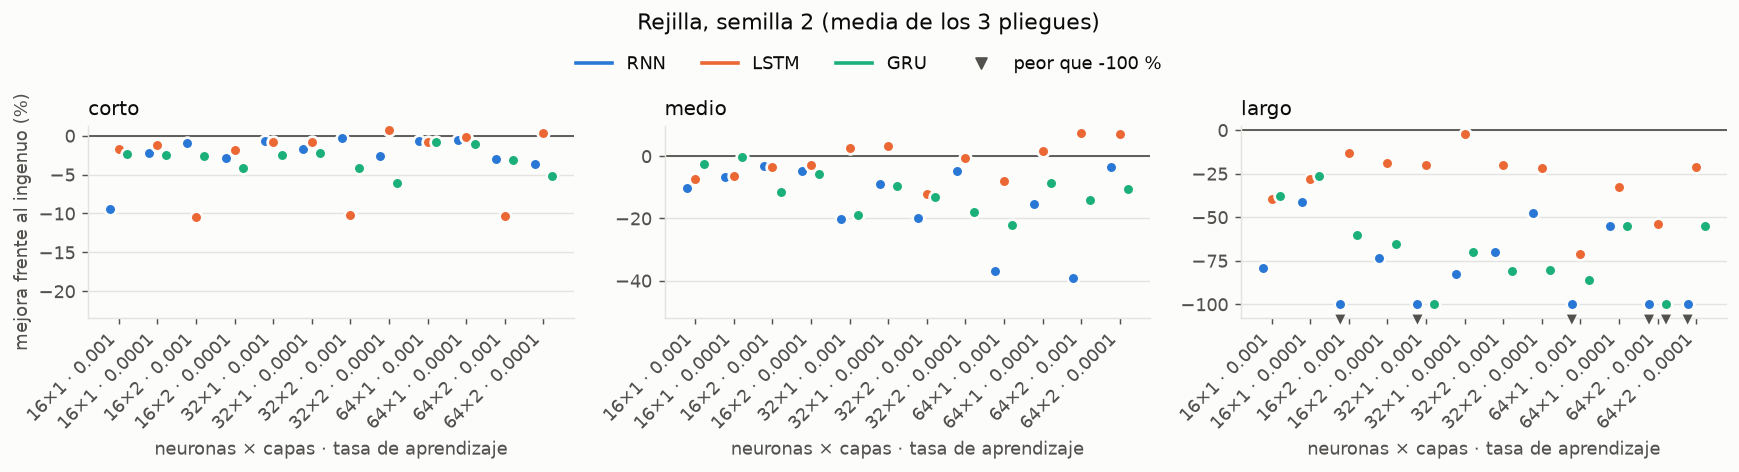 Rejilla, semilla 2 (media de los 3 pliegues)
RNN LSTM GRU peor que -100 %
corto
mejora frente al ingenuo (%)
0
−5
−10
−15
−20
16×1 · 0.001
16×1 · 0.0001
16×2 · 0.001
16×2 · 0.0001
32×1 · 0.001
32×1 · 0.0001
32×2 · 0.001
32×2 · 0.0001
64×1 · 0.001
64×1 · 0.0001
64×2 · 0.001
64×2 · 0.0001
neuronas × capas · tasa de aprendizaje
medio
0
−20
−40
16×1 · 0.001
16×1 · 0.0001
16×2 · 0.001
16×2 · 0.0001
32×1 · 0.001
32×1 · 0.0001
32×2 · 0.001
32×2 · 0.0001
64×1 · 0.001
64×1 · 0.0001
64×2 · 0.001
64×2 · 0.0001
neuronas × capas · tasa de aprendizaje
largo
0
−25
−50
−75
−100
16×1 · 0.001
16×1 · 0.0001
16×2 · 0.001
16×2 · 0.0001
32×1 · 0.001
32×1 · 0.0001
32×2 · 0.001
32×2 · 0.0001
64×1 · 0.001
64×1 · 0.0001
64×2 · 0.001
64×2 · 0.0001
neuronas × capas · tasa de aprendizaje